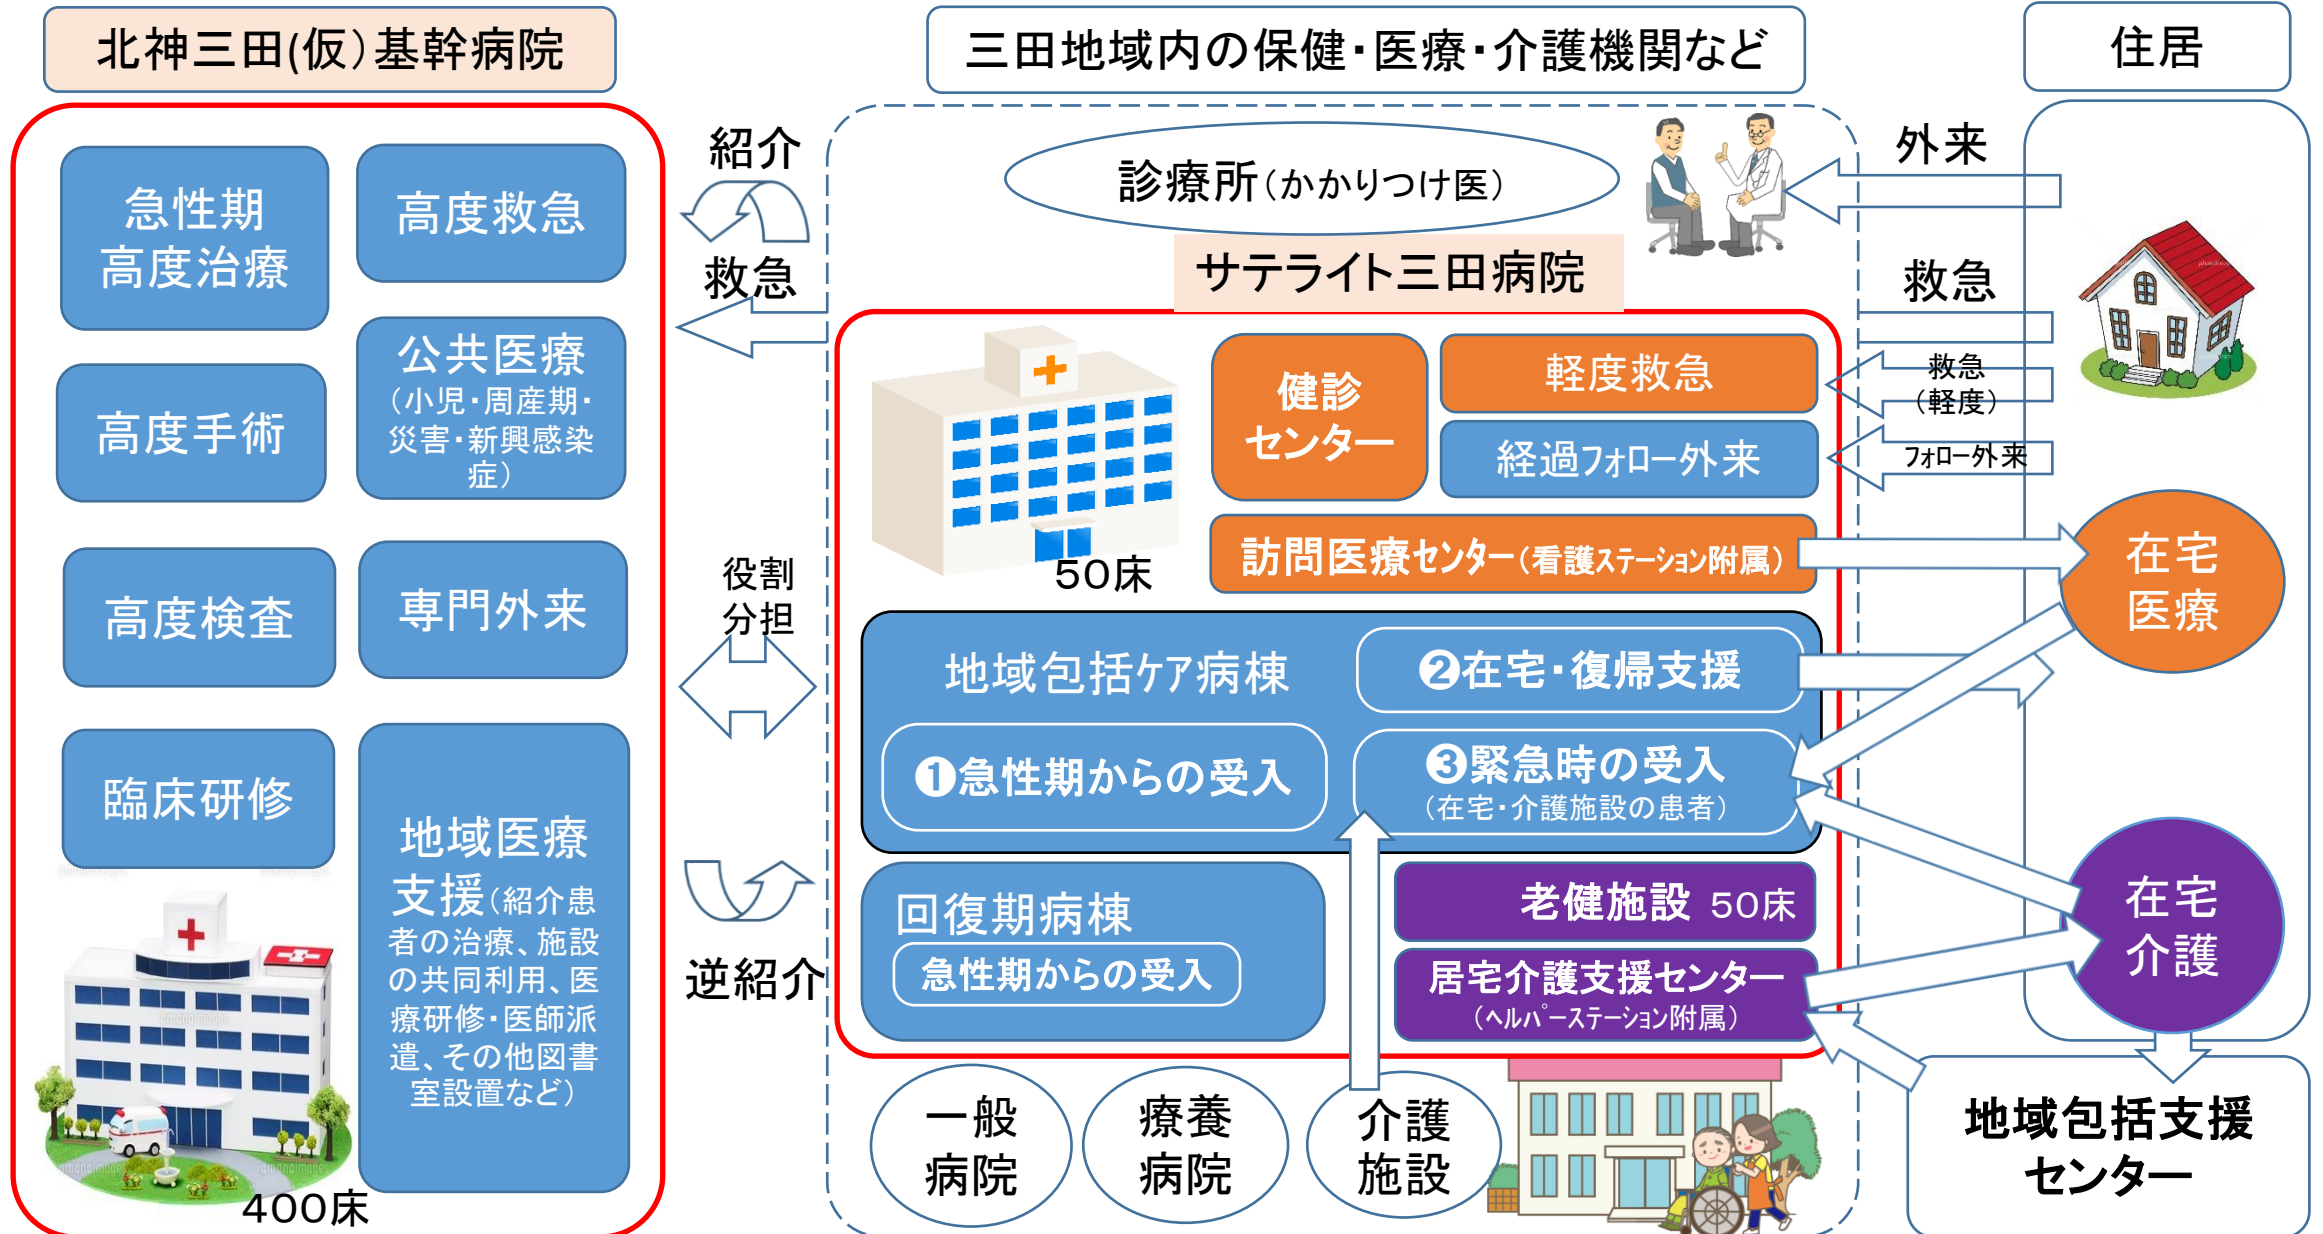 北神三田(仮)基幹病院
三田地域内の保健・医療・介護機関など
住居
急性期
高度治療
高度救急
高度手術
公共医療
(小児・周産期・
災害・新興感染
症)
高度検査
専門外来
臨床研修
地域医療
支援(紹介患
者の治療、施設
の共同利用、医
療研修・医師派
遣、その他図書
室設置など)
400床
紹介
救急
役割
分担
逆紹介
診療所(かかりつけ医)
サテライト三田病院
50床
健診
センター
軽度救急
経過フォロー外来
訪問医療センター(看護ステーション附属)
地域包括ケア病棟
❷在宅・復帰支援
❶急性期からの受入
❸緊急時の受入
(在宅・介護施設の患者)
回復期病棟
急性期からの受入
老健施設 50床
居宅介護支援センター
(ヘルパーステーション附属)
一般
病院
療養
病院
介護
施設
外来
救急
救急
(軽度)
フォロー外来
在宅
医療
在宅
介護
地域包括支援
センター
amanaimages
amanaimages
amanaimages